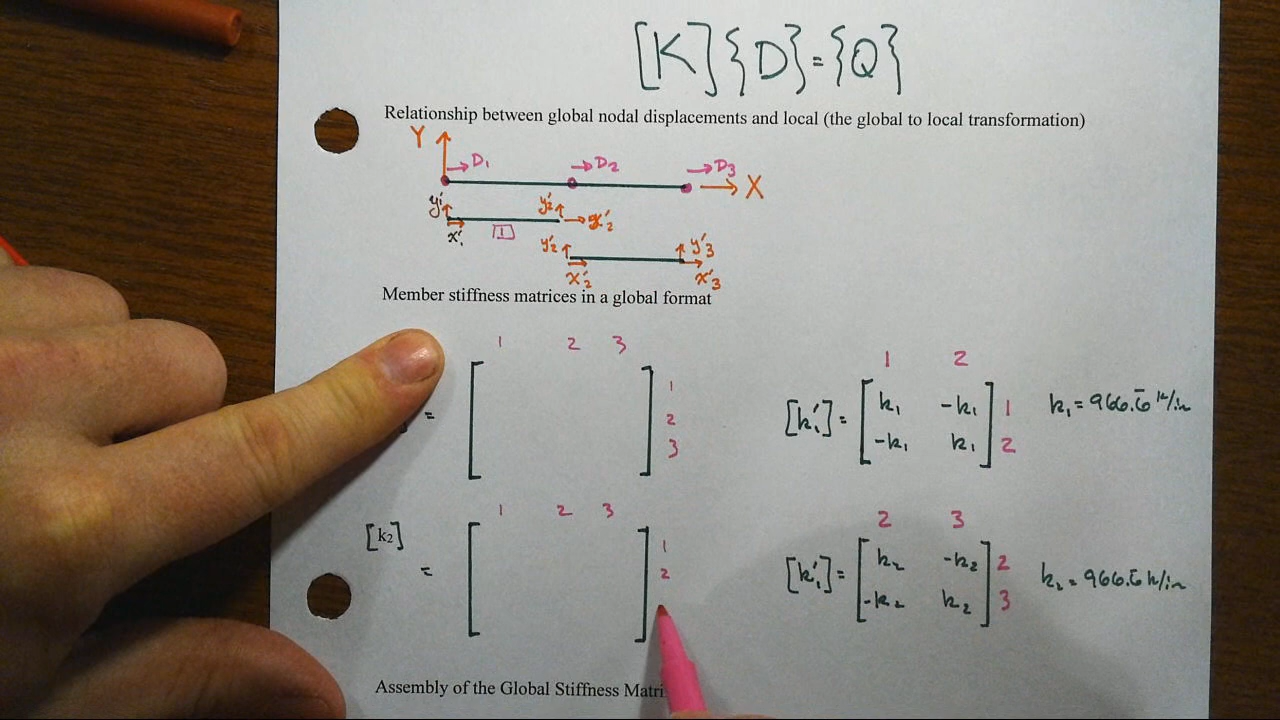 [K]{D}={Q}
Relationship between global nodal displacements and local (the global to local transformation)
Y
→D₁ →D₂ →D₃
X
y'₁ y'₂ x'₂
x'₁ 1
y'₂ y'₃
x'₂ x'₃
Member stiffness matrices in a global format
1 2 3
= [ ] 1
2
3
1 2
[k'₁] = [k₁ -k₁] 1 k₁ = 966.6̅ k/in
[-k₁ k₁] 2
1 2 3
[k₂] = [ ] 1
2
2 3
[k'₁] = [k₂ -k₂] 2 k₂ = 966.6̅ k/in
[-k₂ k₂] 3
Assembly of the Global Stiffness Matri